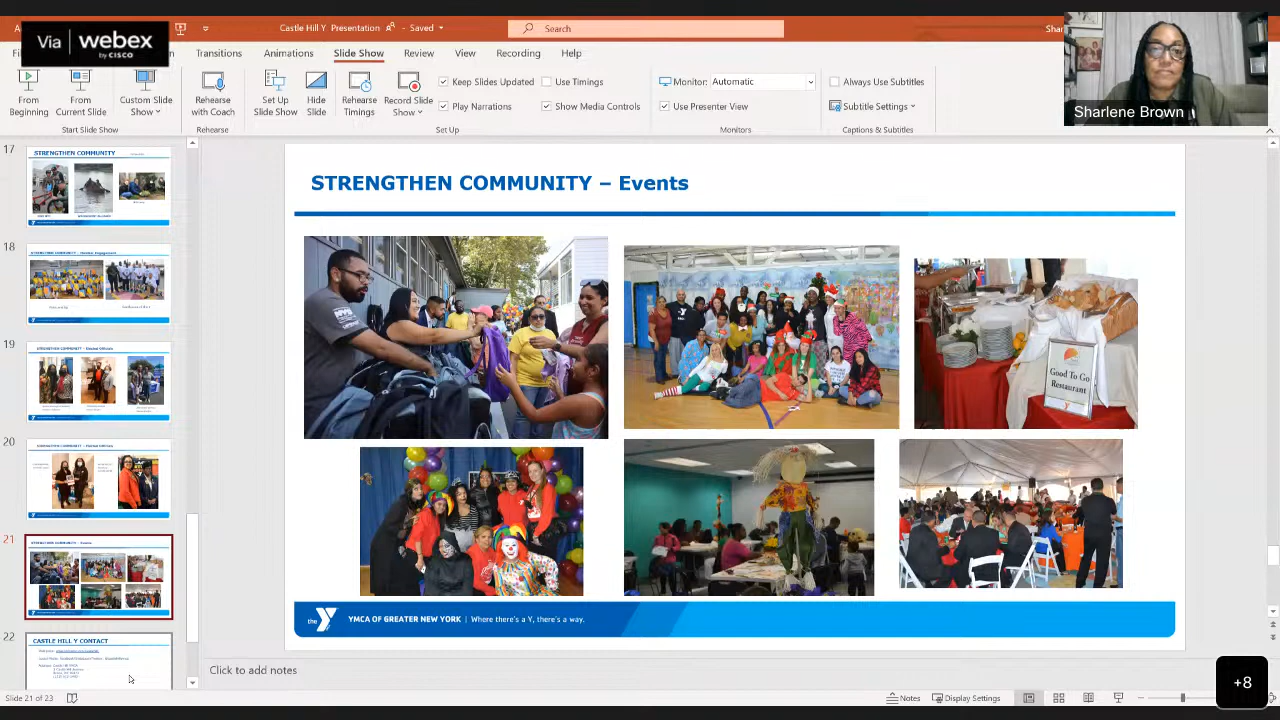 Via | webex
by CISCO
Castle Hill Y Presentation
- Saved
Search
Shar
Transitions
Animations
Slide Show
Review
View
Recording
Help
From Beginning
From Current Slide
Custom Slide Show
Rehearse with Coach
Set Up Slide Show
Hide Slide
Rehearse Timings
Record Slide Show
Keep Slides Updated
Use Timings
Play Narrations
Show Media Controls
Monitor: Automatic
Use Presenter View
Always Use Subtitles
Subtitle Settings
Start Slide Show
Rehearse
Set Up
Monitors
Captions & Subtitles
Sharlene Brown
17
STRENGTHEN COMMUNITY
18
19
20
21
22
CASTLE HILL Y CONTACT
STRENGTHEN COMMUNITY – Events
Good To Go
Restaurant
the Y
YMCA OF GREATER NEW YORK | Where there's a Y, there's a way.
Click to add notes
Slide 21 of 23
Notes
Display Settings
+8